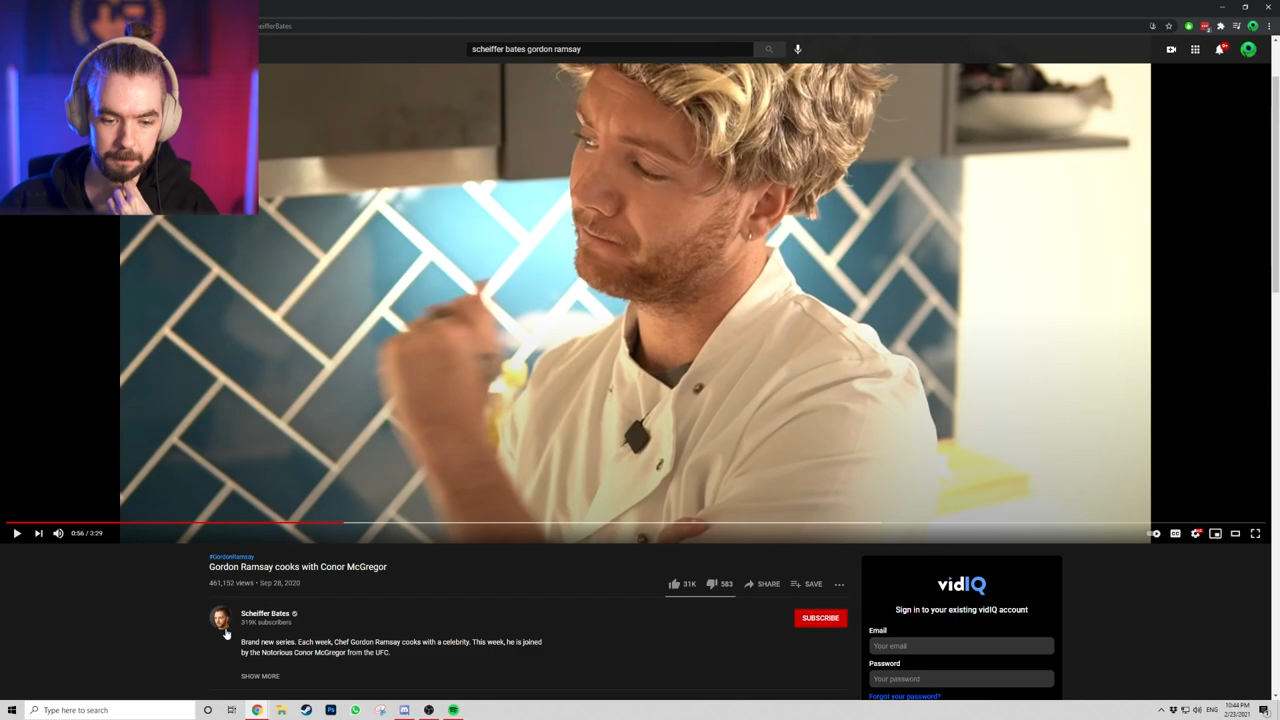 eifferBates
scheiffer bates gordon ramsay
9+
0:56 / 3:29
#GordonRamsay
Gordon Ramsay cooks with Conor McGregor
461,152 views • Sep 28, 2020
31K
583
SHARE
SAVE
Scheiffer Bates
319K subscribers
SUBSCRIBE
Brand new series. Each week, Chef Gordon Ramsay cooks with a celebrity. This week, he is joined
by the Notorious Conor McGregor from the UFC.
SHOW MORE
vidIQ
Sign in to your existing vidIQ account
Email
Your email
Password
Your password
Forgot your password?
Type here to search
Ps
ENG
10:44 PM
2/23/2021